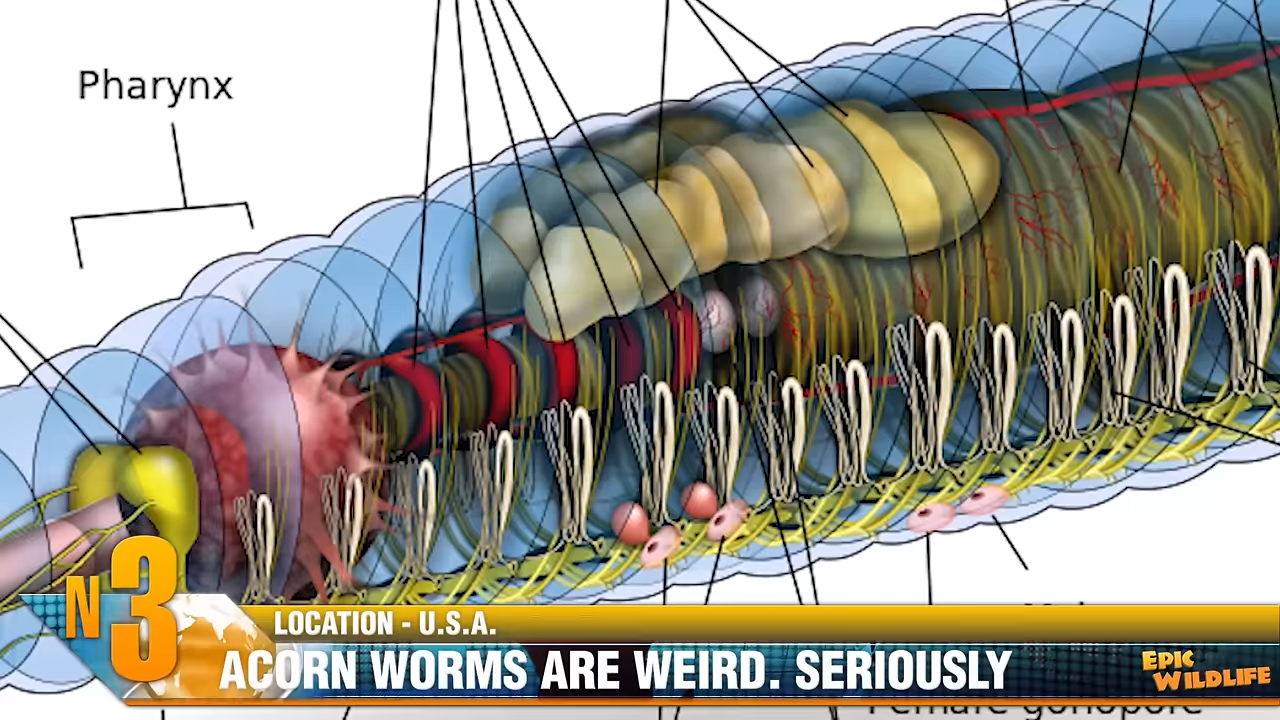 Pharynx
N3
LOCATION - U.S.A.
ACORN WORMS ARE WEIRD. SERIOUSLY
EPIC
WILDLIFE
Female gonopore